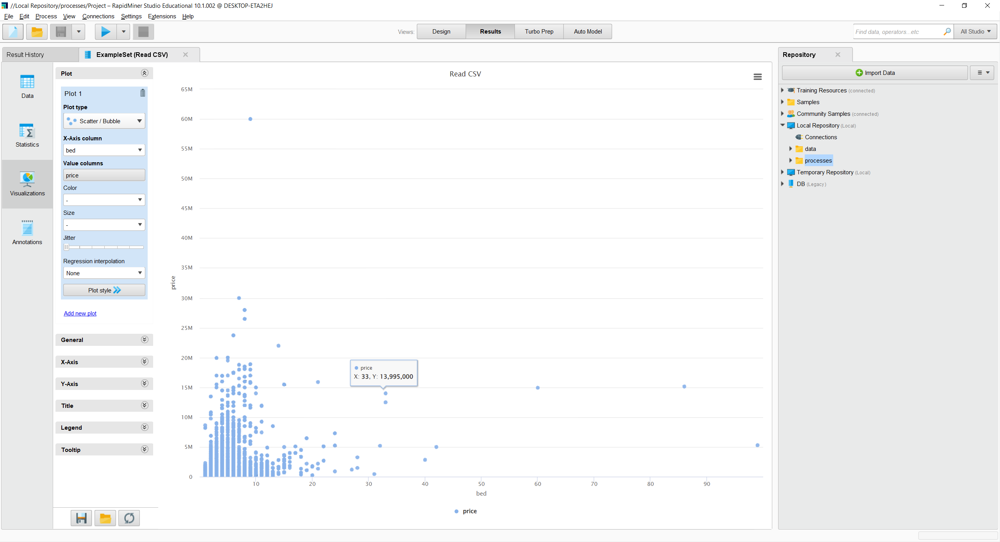 //Local Repository/processes/Project – RapidMiner Studio Educational 10.1.002 @ DESKTOP-ETA2HEJ
File Edit Process View Connections Settings Extensions Help
Views: Design Results Turbo Prep Auto Model
Find data, operators...etc All Studio
Result History ExampleSet (Read CSV)
Data
Statistics
Visualizations
Annotations
Plot
Plot 1
Plot type
Scatter / Bubble
X-Axis column
bed
Value columns
price
Color
-
Size
-
Jitter
Regression interpolation
None
Plot style
Add new plot
General
X-Axis
Y-Axis
Title
Legend
Tooltip
Read CSV
65M
60M
55M
50M
45M
40M
35M
30M
25M
20M
15M
10M
5M
0
price
price
X: 33, Y: 13,995,000
10 20 30 40 50 60 70 80 90
bed
price
Repository
Import Data
Training Resources (connected)
Samples
Community Samples (connected)
Local Repository (Local)
Connections
data
processes
Temporary Repository (Local)
DB (Legacy)